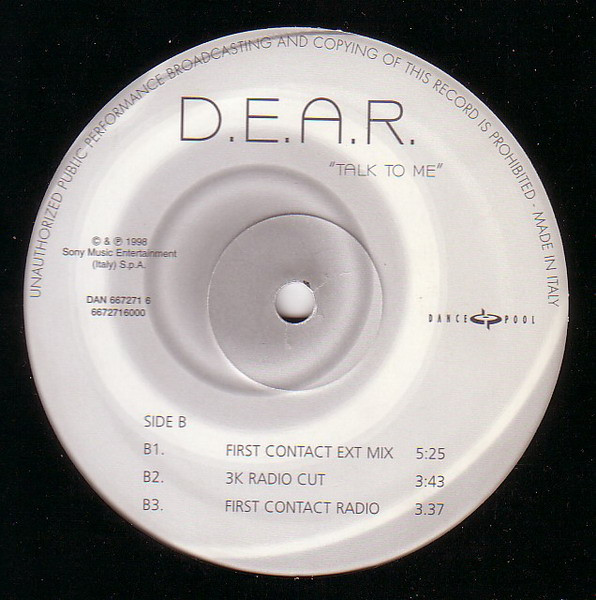 UNAUTHORIZED PUBLIC PERFORMANCE BROADCASTING AND COPYING OF THIS RECORD IS PROHIBITED - MADE IN ITALY
D.E.A.R.
"TALK TO ME"
© & ℗ 1998
Sony Music Entertainment
(Italy) S.p.A.
DAN 667271 6
6672716000
DANCE POOL
SIDE B
B1. FIRST CONTACT EXT MIX 5:25
B2. 3K RADIO CUT 3:43
B3. FIRST CONTACT RADIO 3.37